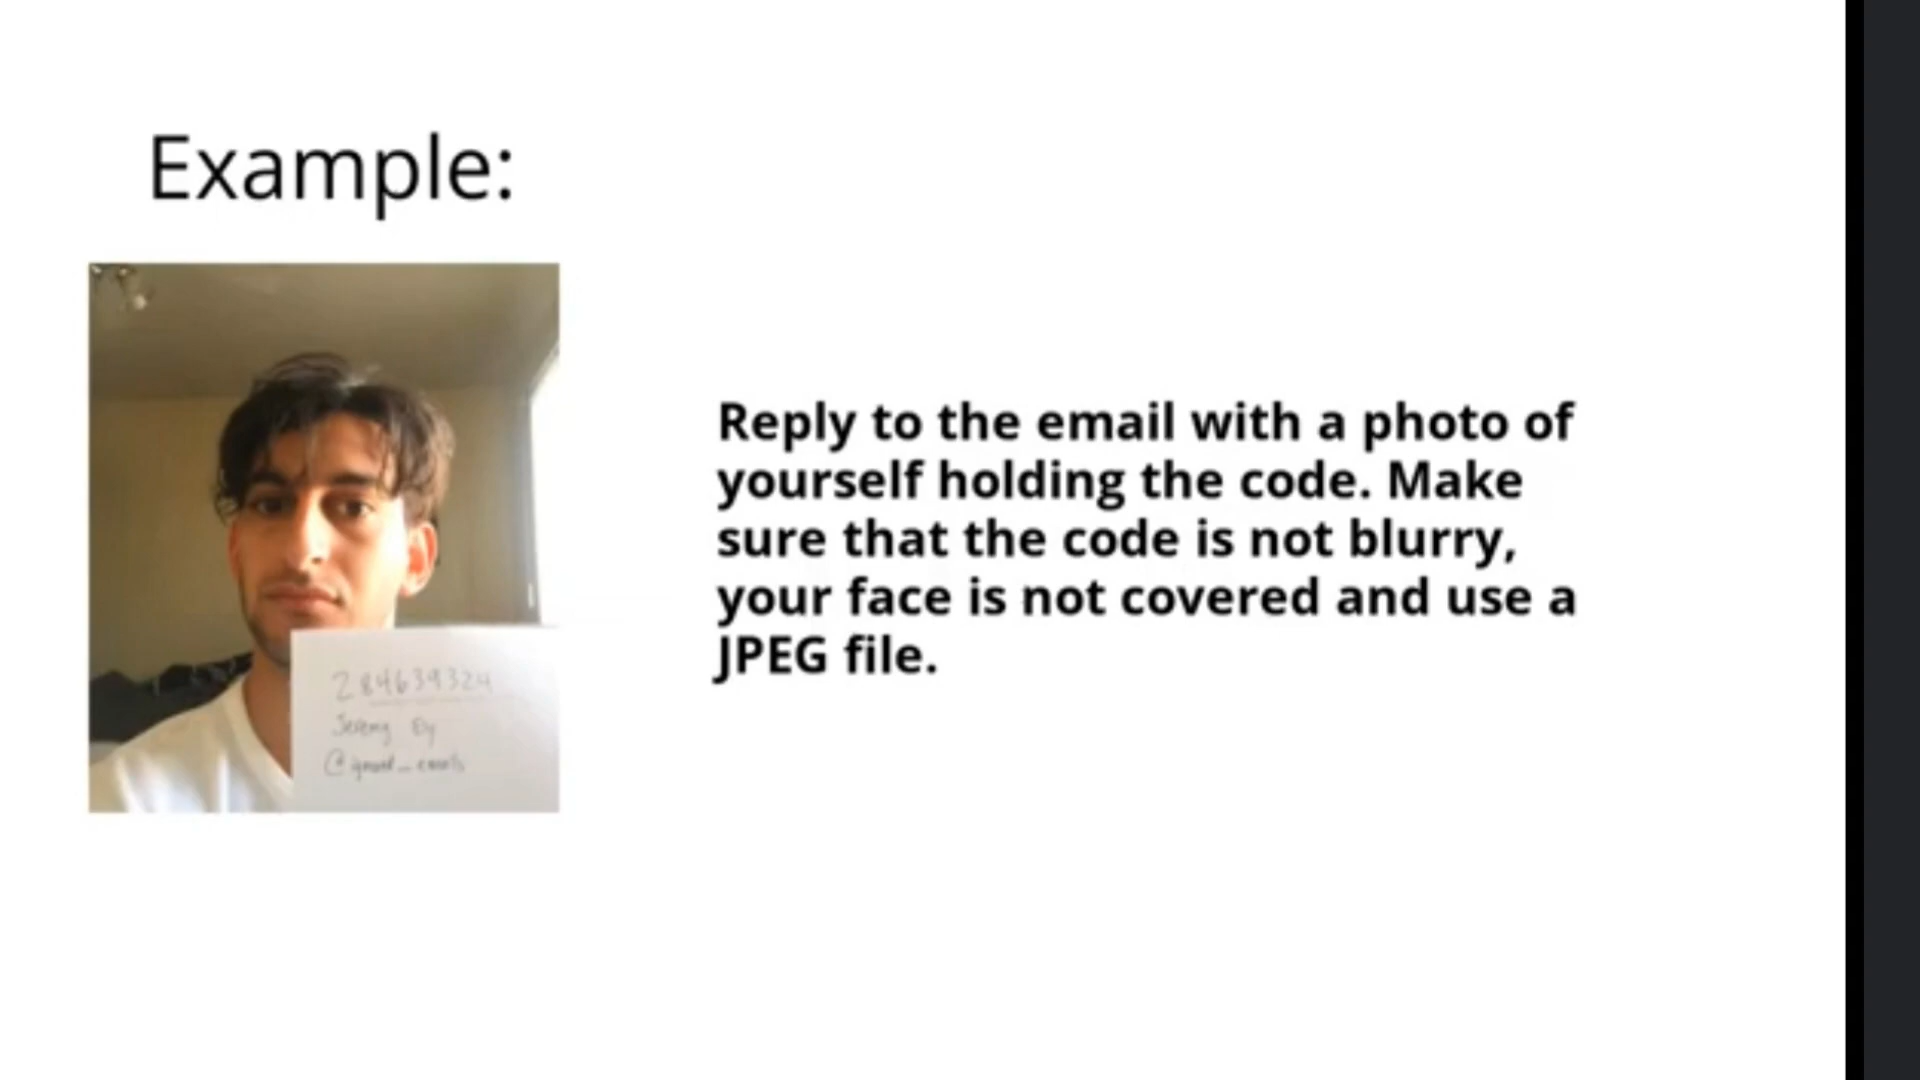 Example:
Reply to the email with a photo of
yourself holding the code. Make
sure that the code is not blurry,
your face is not covered and use a
JPEG file.
284639324
Jeremy